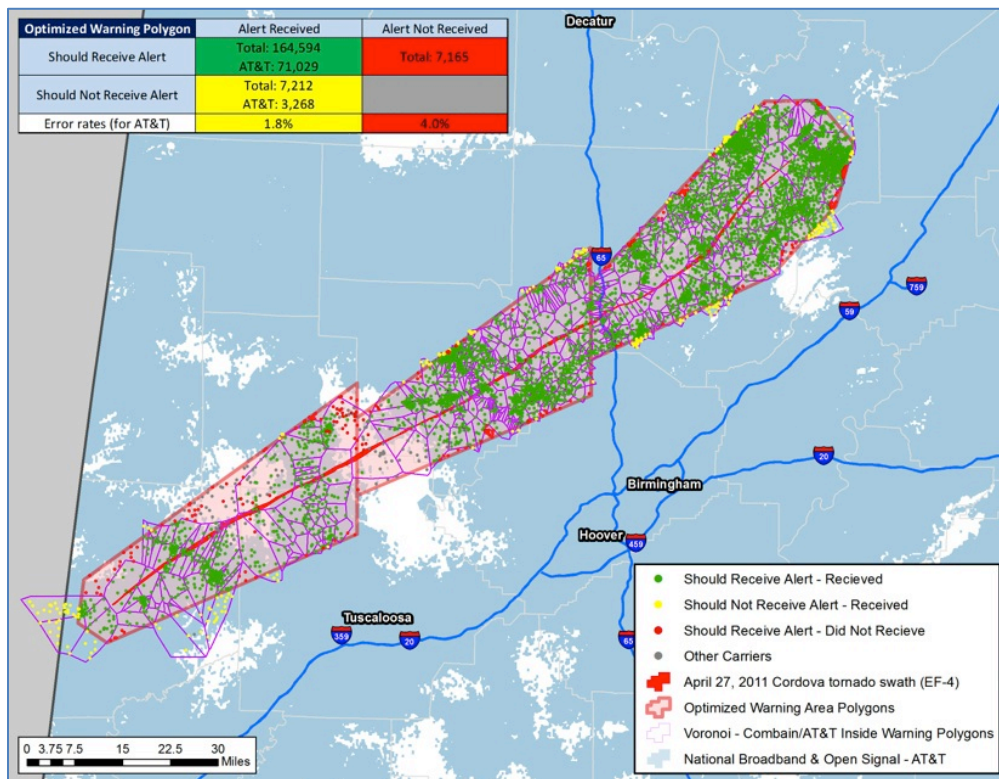 Optimized Warning Polygon Alert Received Alert Not Received
Should Receive Alert Total: 164,594 Total: 7,165
AT&T: 71,029
Should Not Receive Alert Total: 7,212
AT&T: 3,268
Error rates (for AT&T) 1.8% 4.0%
Decatur
65
759
59
20
Birmingham
Hoover
459
Tuscaloosa
359
20
65
Should Receive Alert - Recieved
Should Not Receive Alert - Received
Should Receive Alert - Did Not Recieve
Other Carriers
April 27, 2011 Cordova tornado swath (EF-4)
Optimized Warning Area Polygons
Voronoi - Combain/AT&T Inside Warning Polygons
National Broadband & Open Signal - AT&T
0 3.75 7.5 15 22.5 30
Miles